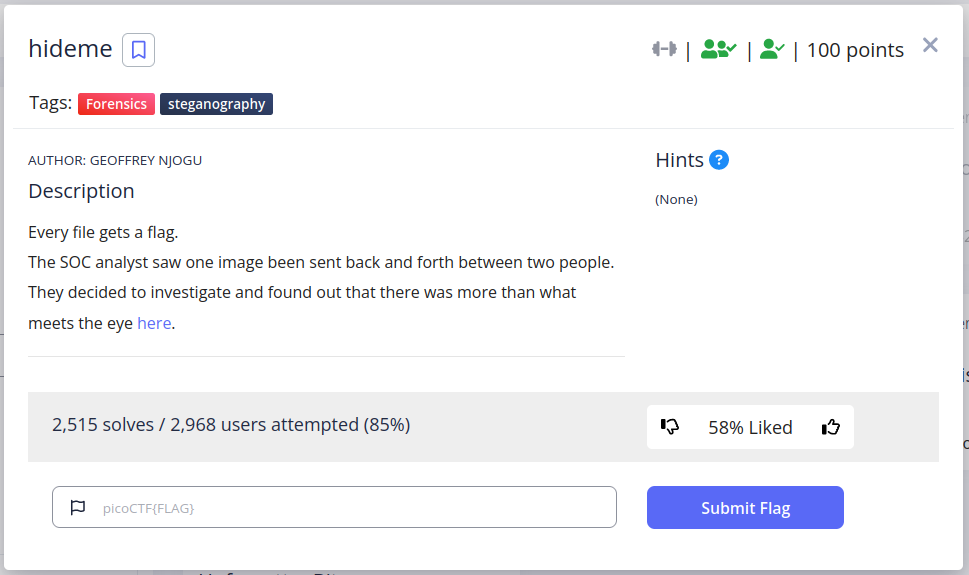 hideme
| | | 100 points
Tags: Forensics steganography
AUTHOR: GEOFFREY NJOGU
Description
Every file gets a flag.
The SOC analyst saw one image been sent back and forth between two people.
They decided to investigate and found out that there was more than what
meets the eye here.
Hints ?
(None)
2,515 solves / 2,968 users attempted (85%)
58% Liked
picoCTF{FLAG}
Submit Flag